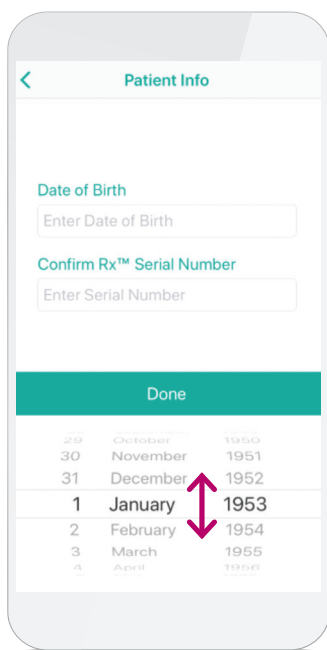 Patient Info
Date of Birth
Enter Date of Birth
Confirm Rx™ Serial Number
Enter Serial Number
Done
29 October 1950
30 November 1951
31 December 1952
1 January 1953
2 February 1954
3 March 1955
4 April 1956